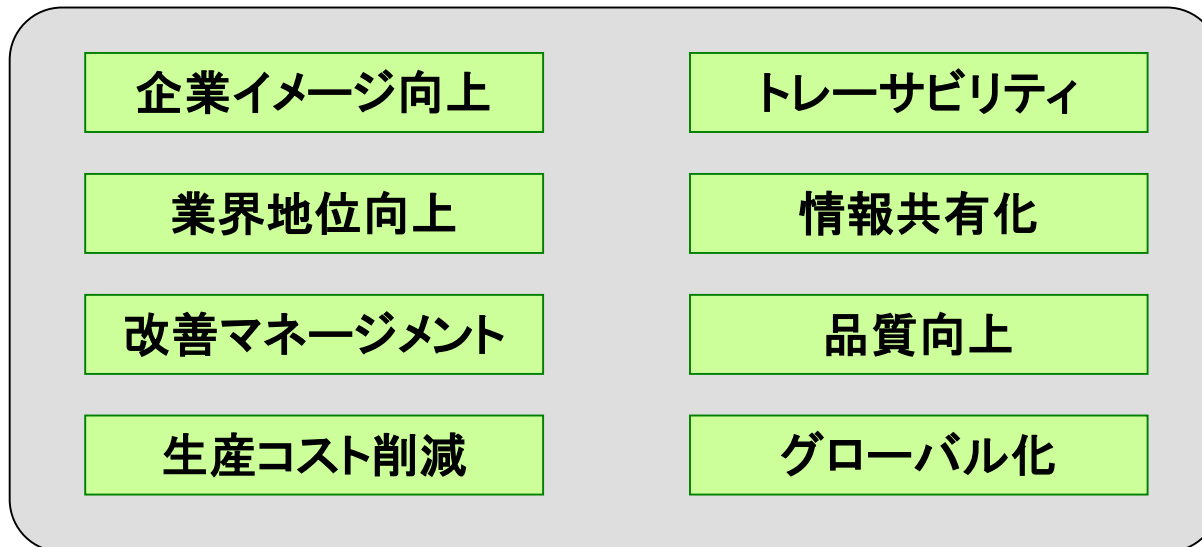 企業イメージ向上
トレーサビリティ
業界地位向上
情報共有化
改善マネージメント
品質向上
生産コスト削減
グローバル化